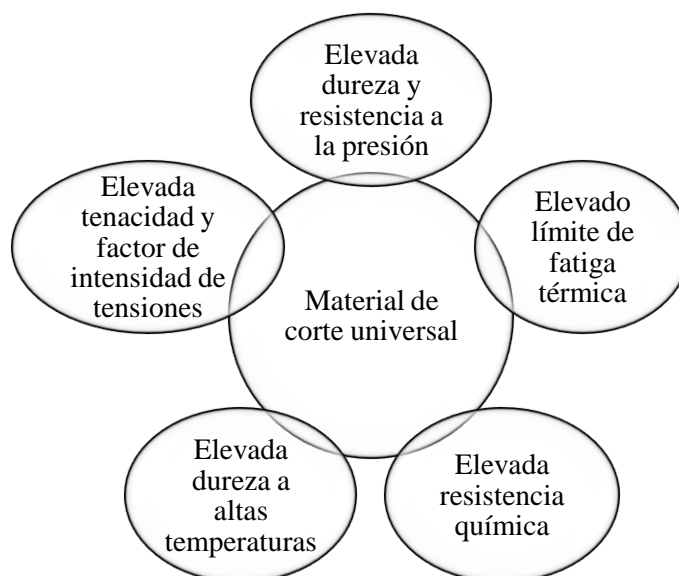 Elevada
dureza y
resistencia a
la presión
Elevada
tenacidad y
factor de
intensidad de
tensiones
Elevado
límite de
fatiga
térmica
Material de
corte universal
Elevada
dureza a
altas
temperaturas
Elevada
resistencia
química